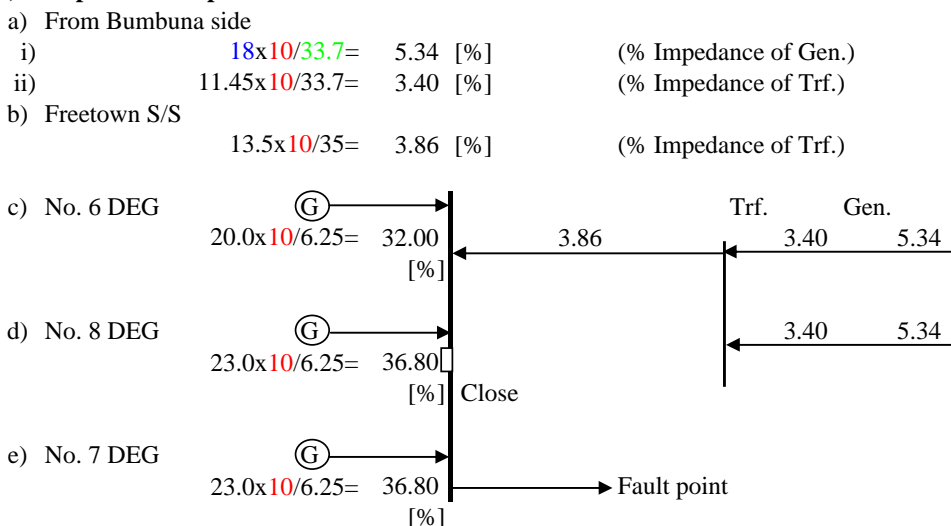 a) From Bumbuna side
i) 18x10/33.7= 5.34 [%] (% Impedance of Gen.)
ii) 11.45x10/33.7= 3.40 [%] (% Impedance of Trf.)
b) Freetown S/S
13.5x10/35= 3.86 [%] (% Impedance of Trf.)
c) No. 6 DEG G Trf. Gen.
20.0x10/6.25= 32.00 3.86 3.40 5.34
[%]
d) No. 8 DEG G 3.40 5.34
23.0x10/6.25= 36.80
[%] Close
e) No. 7 DEG G
23.0x10/6.25= 36.80 Fault point
[%]